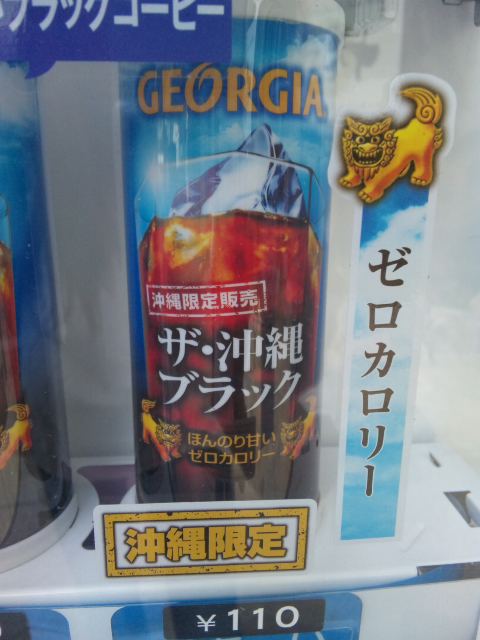 ブラックコーヒー
GEORGIA
沖縄限定販売
ザ・沖縄
ブラック
ほんのり甘い
ゼロカロリー
ゼロカロリー
沖縄限定
¥110